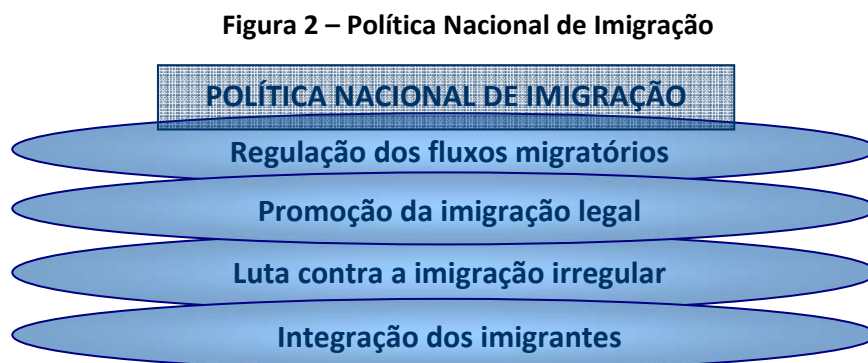 Figura 2 – Política Nacional de Imigração
POLÍTICA NACIONAL DE IMIGRAÇÃO
Regulação dos fluxos migratórios
Promoção da imigração legal
Luta contra a imigração irregular
Integração dos imigrantes